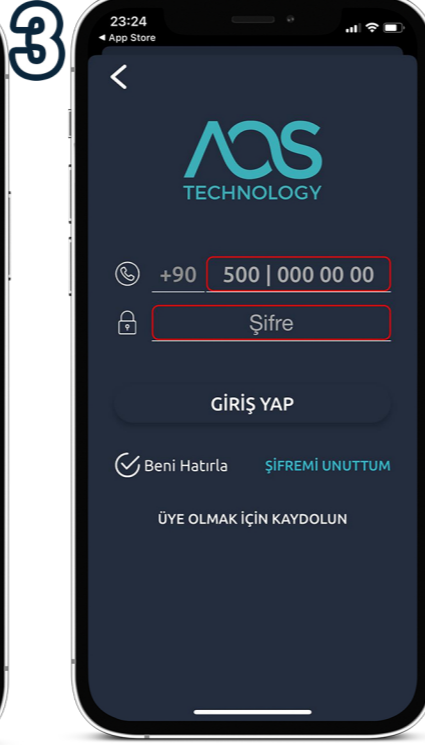 3
23:24
◀ App Store
AOS
TECHNOLOGY
+90 500 | 000 00 00
Şifre
GİRİŞ YAP
Beni Hatırla ŞİFREMİ UNUTTUM
ÜYE OLMAK İÇİN KAYDOLUN